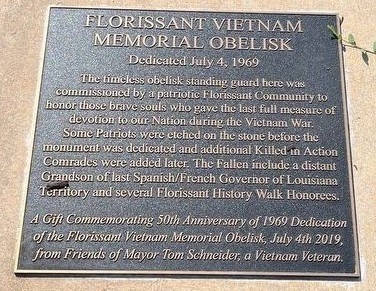 FLORISSANT VIETNAM
MEMORIAL OBELISK
Dedicated July 4, 1969
The timeless obelisk standing guard here was
commissioned by a patriotic Florissant Community to
honor those brave souls who gave the last full measure of
devotion to our Nation during the Vietnam War.
Some Patriots were etched on the stone before the
monument was dedicated and additional Killed in Action
Comrades were added later. The Fallen include a distant
Grandson of last Spanish/French Governor of Louisiana
Territory and several Florissant History Walk Honorees.
A Gift Commemorating 50th Anniversary of 1969 Dedication
of the Florissant Vietnam Memorial Obelisk, July 4th 2019,
from Friends of Mayor Tom Schneider, a Vietnam Veteran.